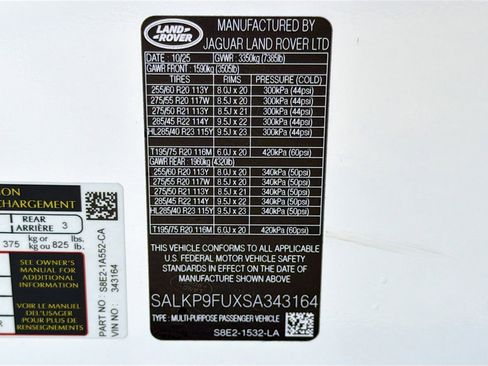 LAND
ROVER
MANUFACTURED BY
JAGUAR LAND ROVER LTD
DATE : 10/25 GVWR : 3350kg (7385lb)
GAWR FRONT : 1590kg (3505lb)
TIRES RIMS PRESSURE (COLD)
255/60 R20 113Y 8.0J x 20 300kPa (44psi)
275/55 R20 117W 8.5J x 20 300kPa (44psi)
275/50 R21 113Y 8.5J x 21 300kPa (44psi)
285/45 R22 114Y 9.5J x 22 300kPa (44psi)
HL285/40 R23 115Y 9.5J x 23 300kPa (44psi)
T195/75 R20 116M 6.0J x 20 420kPa (60psi)
GAWR REAR : 1960kg (4320lb)
255/60 R20 113Y 8.0J x 20 340kPa (50psi)
275/55 R20 117W 8.5J x 20 340kPa (50psi)
275/50 R21 113Y 8.5J x 21 340kPa (50psi)
285/45 R22 114Y 9.5J x 22 340kPa (50psi)
HL285/40 R23 115Y 9.5J x 23 340kPa (50psi)
T195/75 R20 116M 6.0J x 20 420kPa (60psi)
THIS VEHICLE CONFORMS TO ALL APPLICABLE
U.S. FEDERAL MOTOR VEHICLE SAFETY
STANDARDS IN EFFECT ON THE DATE OF
MANUFACTURE SHOWN ABOVE
SALKP9FUXSA343164
TYPE : MULTI-PURPOSE PASSENGER VEHICLE
S8E2-1532-LA
ION
CHARGEMENT
REAR
ARRIÈRE 3
375 kg or lbs.
kg ou 825 lb.
SEE OWNER'S
MANUAL FOR
ADDITIONAL
INFORMATION
VOIR LE MANUEL
DE L'USAGER
POUR PLUS DE
RENSEIGNEMENTS
S8E2-1A552-CA
VIN NO : 343164